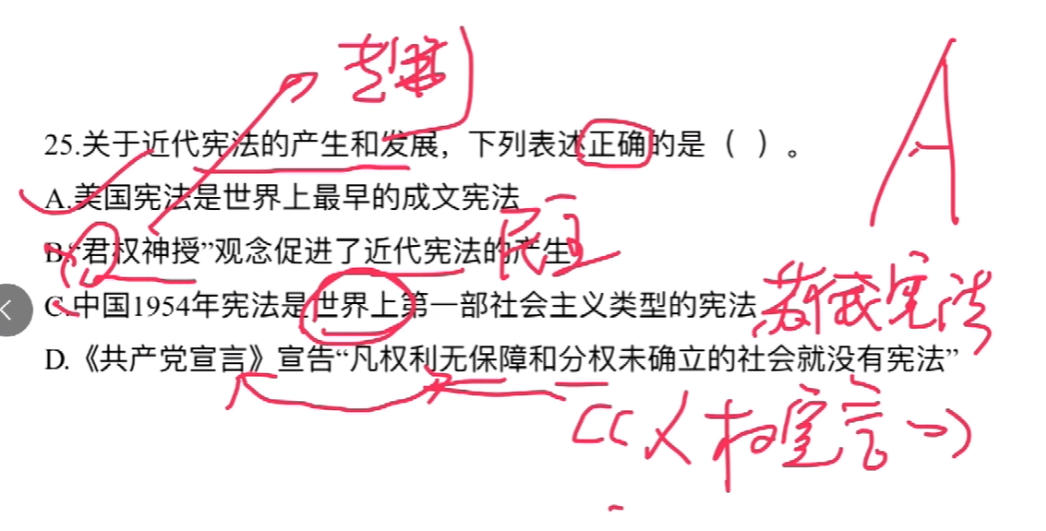 25.关于近代宪法的产生和发展，下列表述正确的是（ ）。
A.美国宪法是世界上最早的成文宪法
B.“君权神授”观念促进了近代宪法的产生
民主
C.中国1954年宪法是世界上第一部社会主义类型的宪法
苏俄宪法
D.《共产党宣言》宣告“凡权利无保障和分权未确立的社会就没有宪法”
《人权宣言》
A